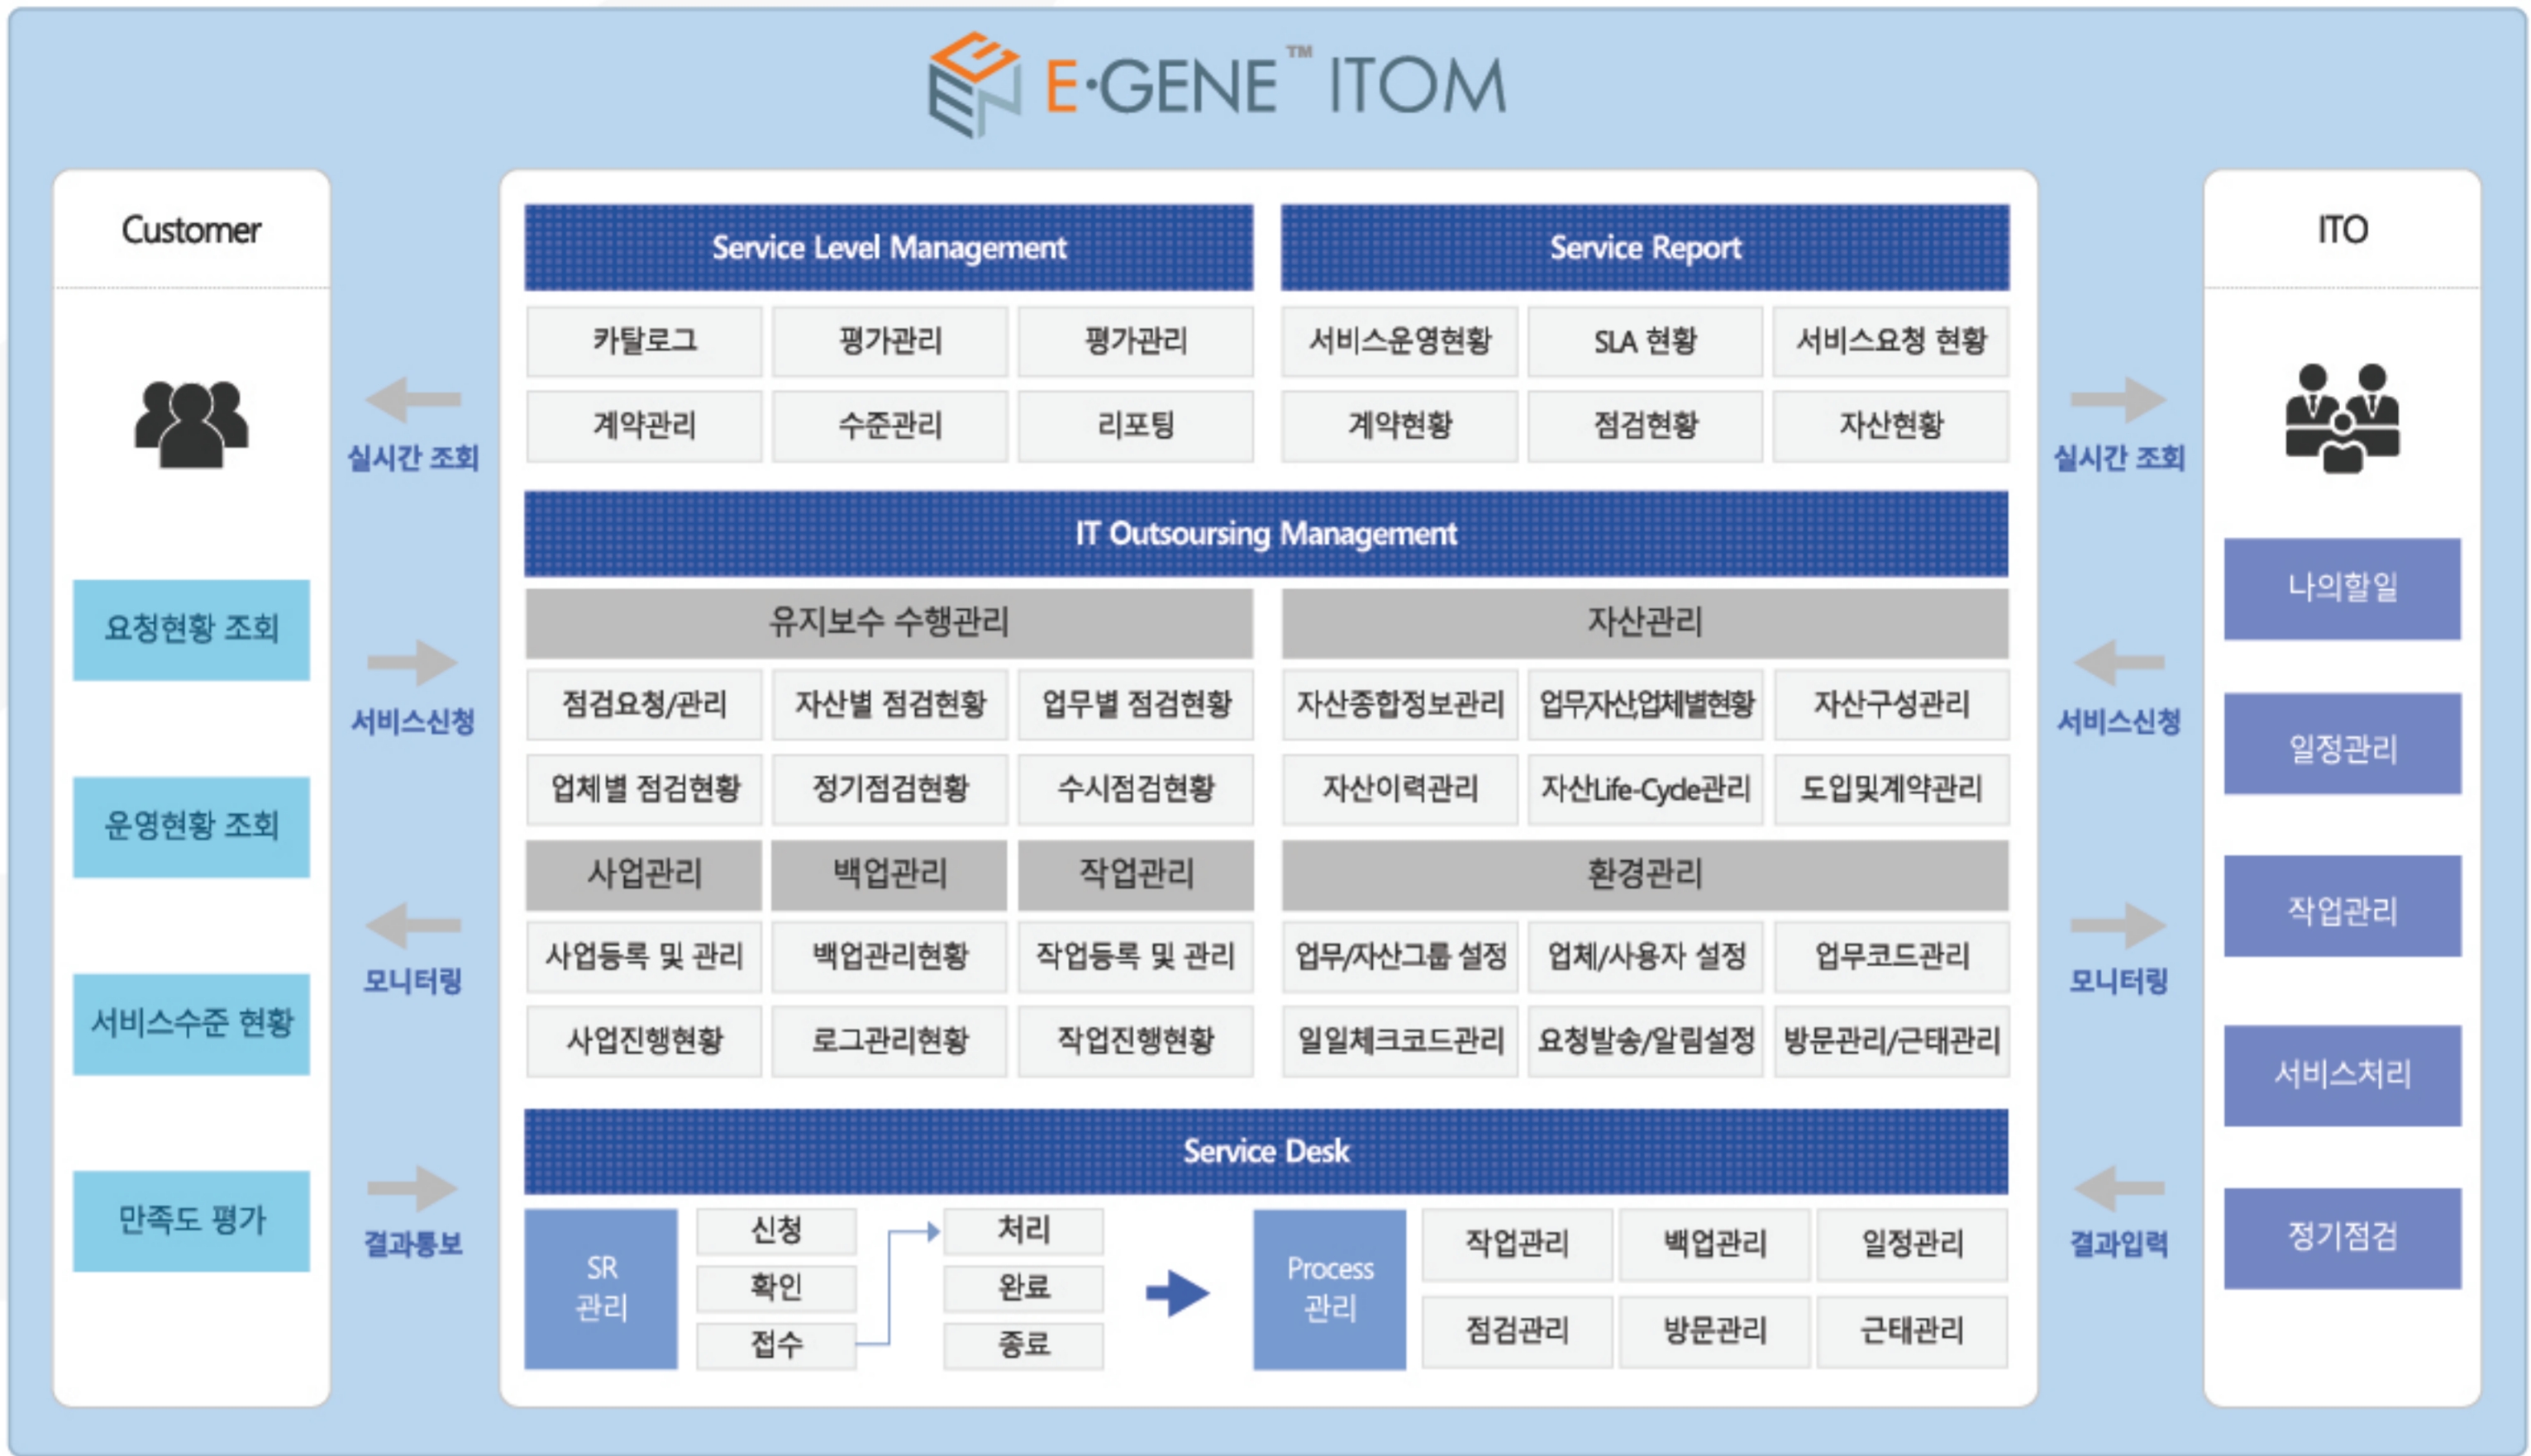 E·GENE™ ITOM
Customer
실시간 조회
요청현황 조회
서비스신청
운영현황 조회
모니터링
서비스수준 현황
만족도 평가
결과통보
Service Level Management
카탈로그 평가관리 평가관리
계약관리 수준관리 리포팅
Service Report
서비스운영현황 SLA 현황 서비스요청 현황
계약현황 점검현황 자산현황
IT Outsoursing Management
유지보수 수행관리
점검요청/관리 자산별 점검현황 업무별 점검현황
업체별 점검현황 정기점검현황 수시점검현황
자산관리
자산종합정보관리 업무,자산,업체별현황 자산구성관리
자산이력관리 자산Life-Cycle관리 도입및계약관리
사업관리 백업관리 작업관리
사업등록 및 관리 백업관리현황 작업등록 및 관리
사업진행현황 로그관리현황 작업진행현황
환경관리
업무/자산그룹 설정 업체/사용자 설정 업무코드관리
일일체크코드관리 요청발송/알림설정 방문관리/근태관리
Service Desk
SR
관리
신청
확인
접수
처리
완료
종료
Process
관리
작업관리 백업관리 일정관리
점검관리 방문관리 근태관리
ITO
실시간 조회
나의할일
서비스신청
일정관리
모니터링
작업관리
서비스처리
결과입력
정기점검